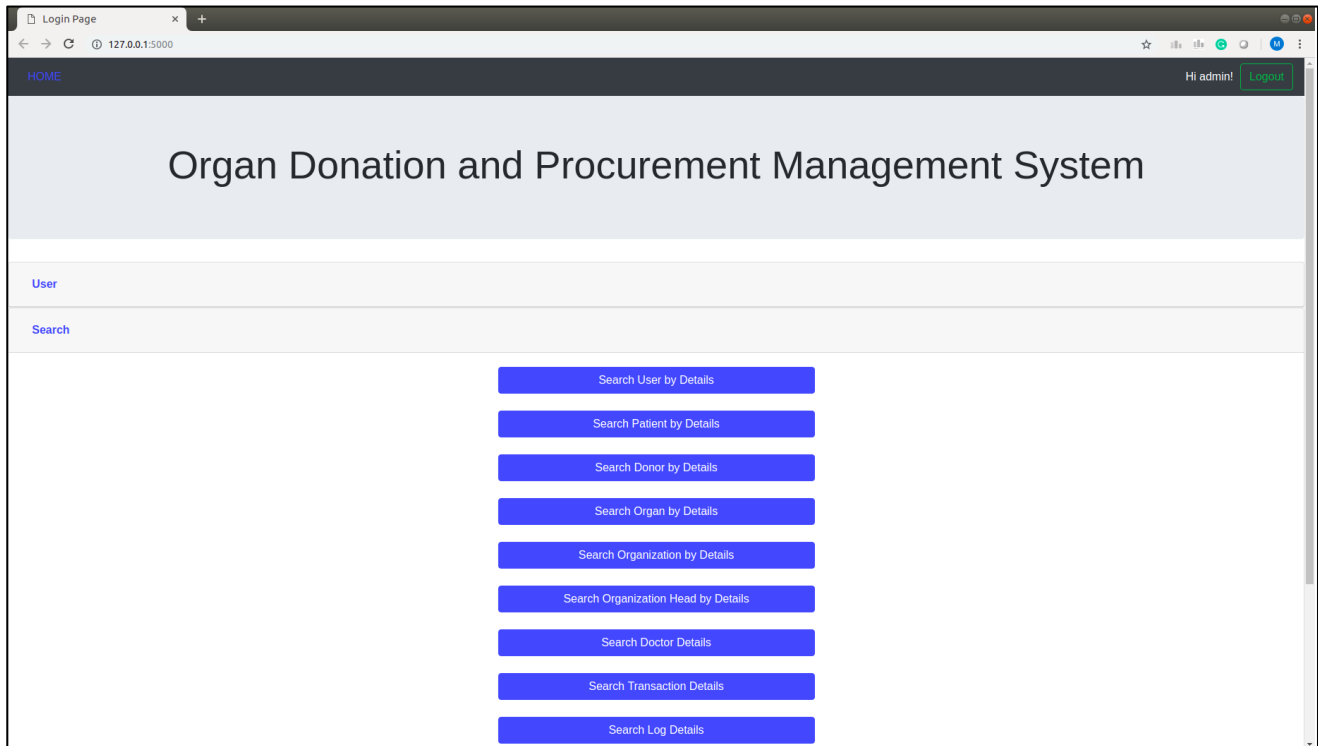 Login Page
127.0.0.1:5000
M
HOME
Hi admin! Logout
Organ Donation and Procurement Management System
User
Search
Search User by Details
Search Patient by Details
Search Donor by Details
Search Organ by Details
Search Organization by Details
Search Organization Head by Details
Search Doctor Details
Search Transaction Details
Search Log Details